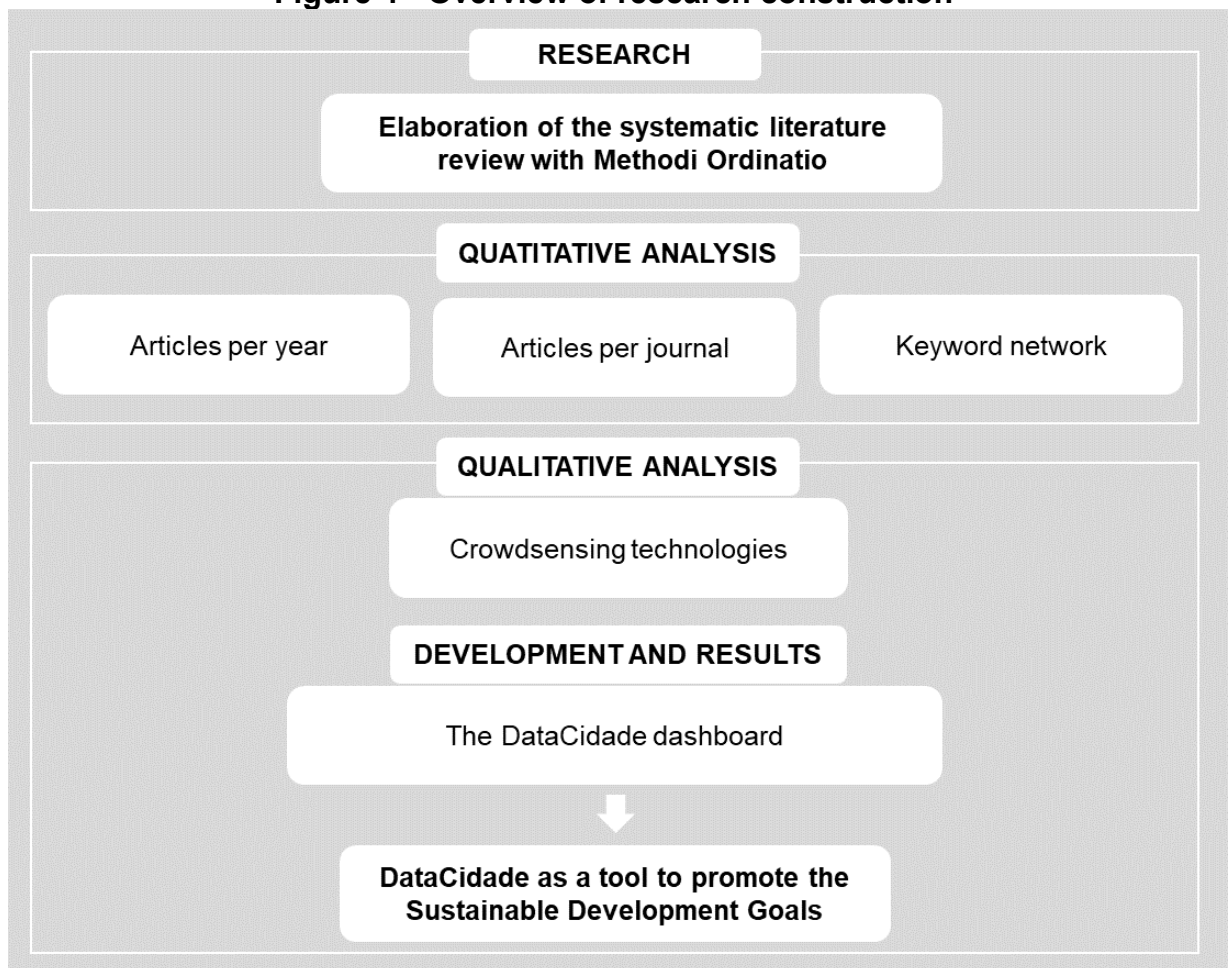 Figure 1 - Overview of research construction
RESEARCH
Elaboration of the systematic literature
review with Methodi Ordinatio
QUATITATIVE ANALYSIS
Articles per year
Articles per journal
Keyword network
QUALITATIVE ANALYSIS
Crowdsensing technologies
DEVELOPMENT AND RESULTS
The DataCidade dashboard
DataCidade as a tool to promote the
Sustainable Development Goals